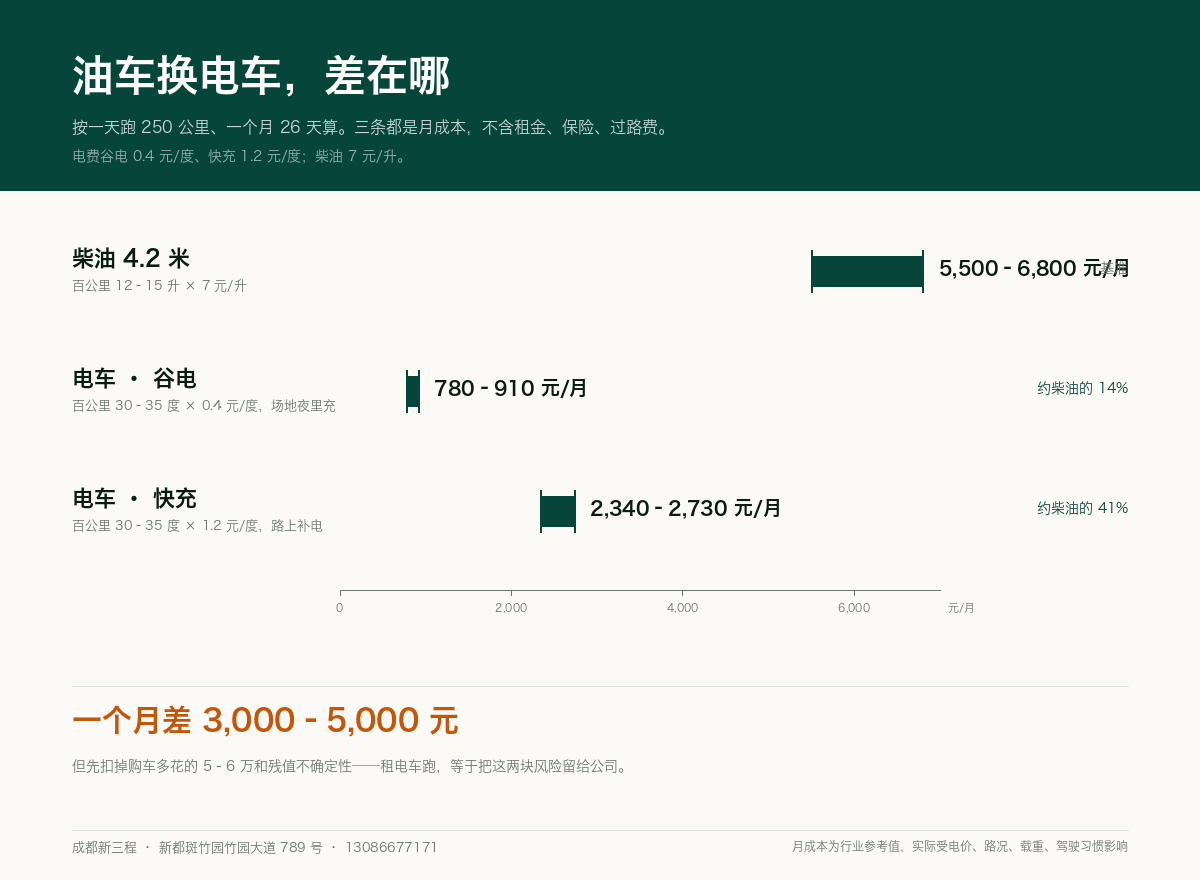 油车换电车，差在哪
按一天跑 250 公里、一个月 26 天算。三条都是月成本，不含租金、保险、过路费。
电费谷电 0.4 元/度、快充 1.2 元/度；柴油 7 元/升。
柴油 4.2 米
百公里 12 - 15 升 × 7 元/升
5,500 - 6,800 元/月
电车 · 谷电
百公里 30 - 35 度 × 0.4 元/度，场地夜里充
780 - 910 元/月
约柴油的 14%
电车 · 快充
百公里 30 - 35 度 × 1.2 元/度，路上补电
2,340 - 2,730 元/月
约柴油的 41%
0 2,000 4,000 6,000 元/月
一个月差 3,000 - 5,000 元
但先扣掉购车多花的 5 - 6 万和残值不确定性——租电车跑，等于把这两块风险留给公司。
成都新三程 · 新都斑竹园竹园大道 789 号 · 13086677171
月成本为行业参考值，实际受电价、路况、载重、驾驶习惯影响